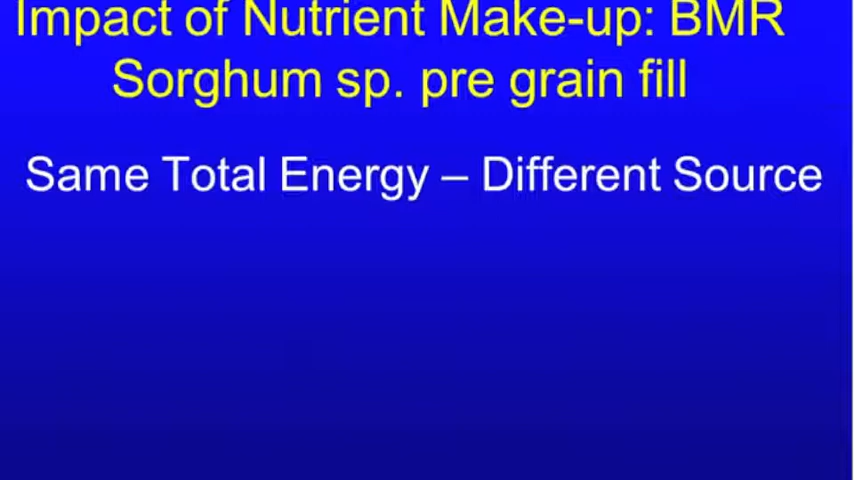 Impact of Nutrient Make-up: BMR
Sorghum sp. pre grain fill
Same Total Energy – Different Source